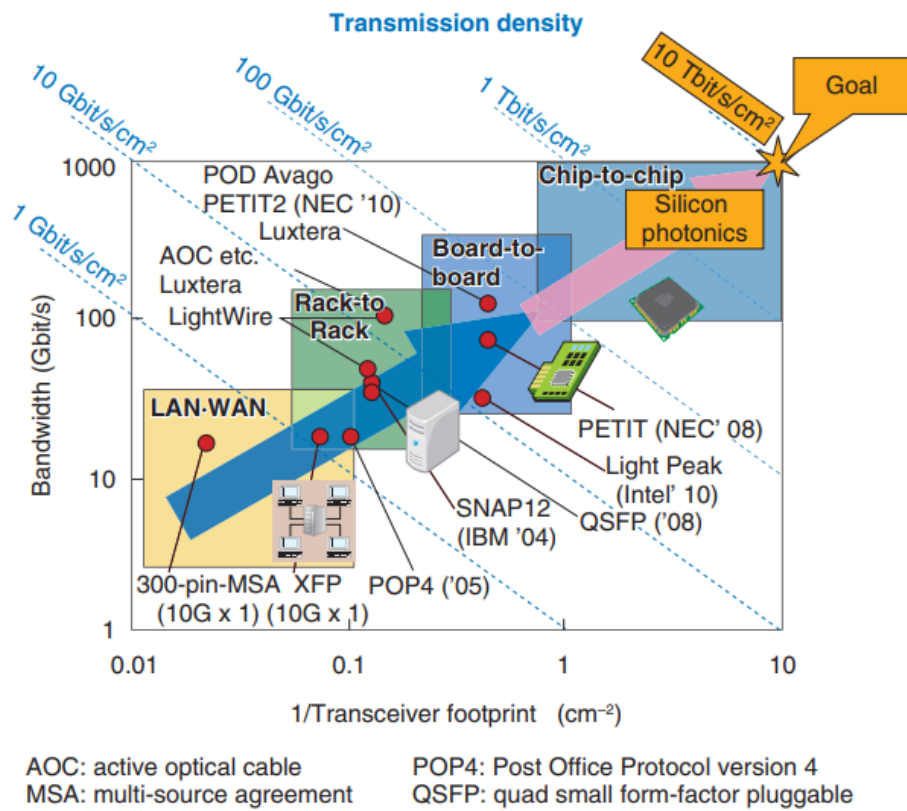 Transmission density
10 Gbit/s/cm²
100 Gbit/s/cm²
1 Tbit/s/cm²
10 Tbit/s/cm²
Goal
1 Gbit/s/cm²
1000
100
10
1
Bandwidth (Gbit/s)
POD Avago
PETIT2 (NEC '10)
Luxtera
AOC etc.
Luxtera
LightWire
Chip-to-chip
Silicon
photonics
Board-to-
board
Rack-to
Rack
LAN·WAN
PETIT (NEC' 08)
Light Peak
(Intel' 10)
QSFP ('08)
SNAP12
(IBM '04)
POP4 ('05)
300-pin-MSA
(10G x 1)
XFP
(10G x 1)
0.01
0.1
1
10
1/Transceiver footprint (cm⁻²)
AOC: active optical cable
MSA: multi-source agreement
POP4: Post Office Protocol version 4
QSFP: quad small form-factor pluggable